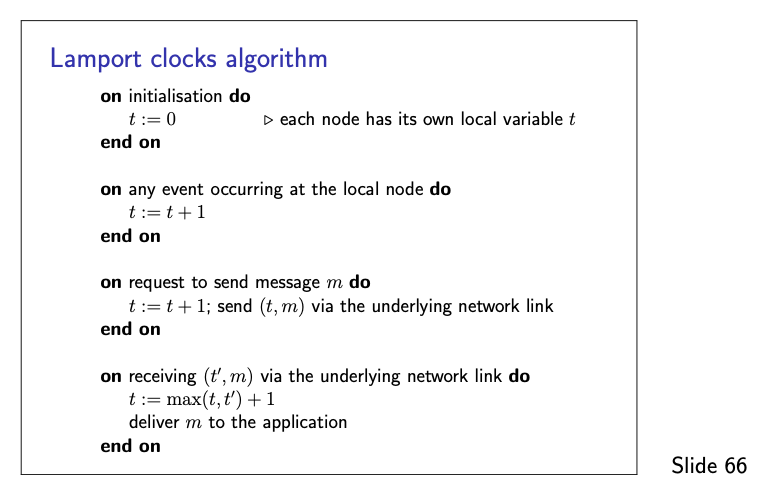 Lamport clocks algorithm
on initialisation do
t := 0 ▷ each node has its own local variable t
end on
on any event occurring at the local node do
t := t + 1
end on
on request to send message m do
t := t + 1; send (t, m) via the underlying network link
end on
on receiving (t′, m) via the underlying network link do
t := max(t, t′) + 1
deliver m to the application
end on
Slide 66